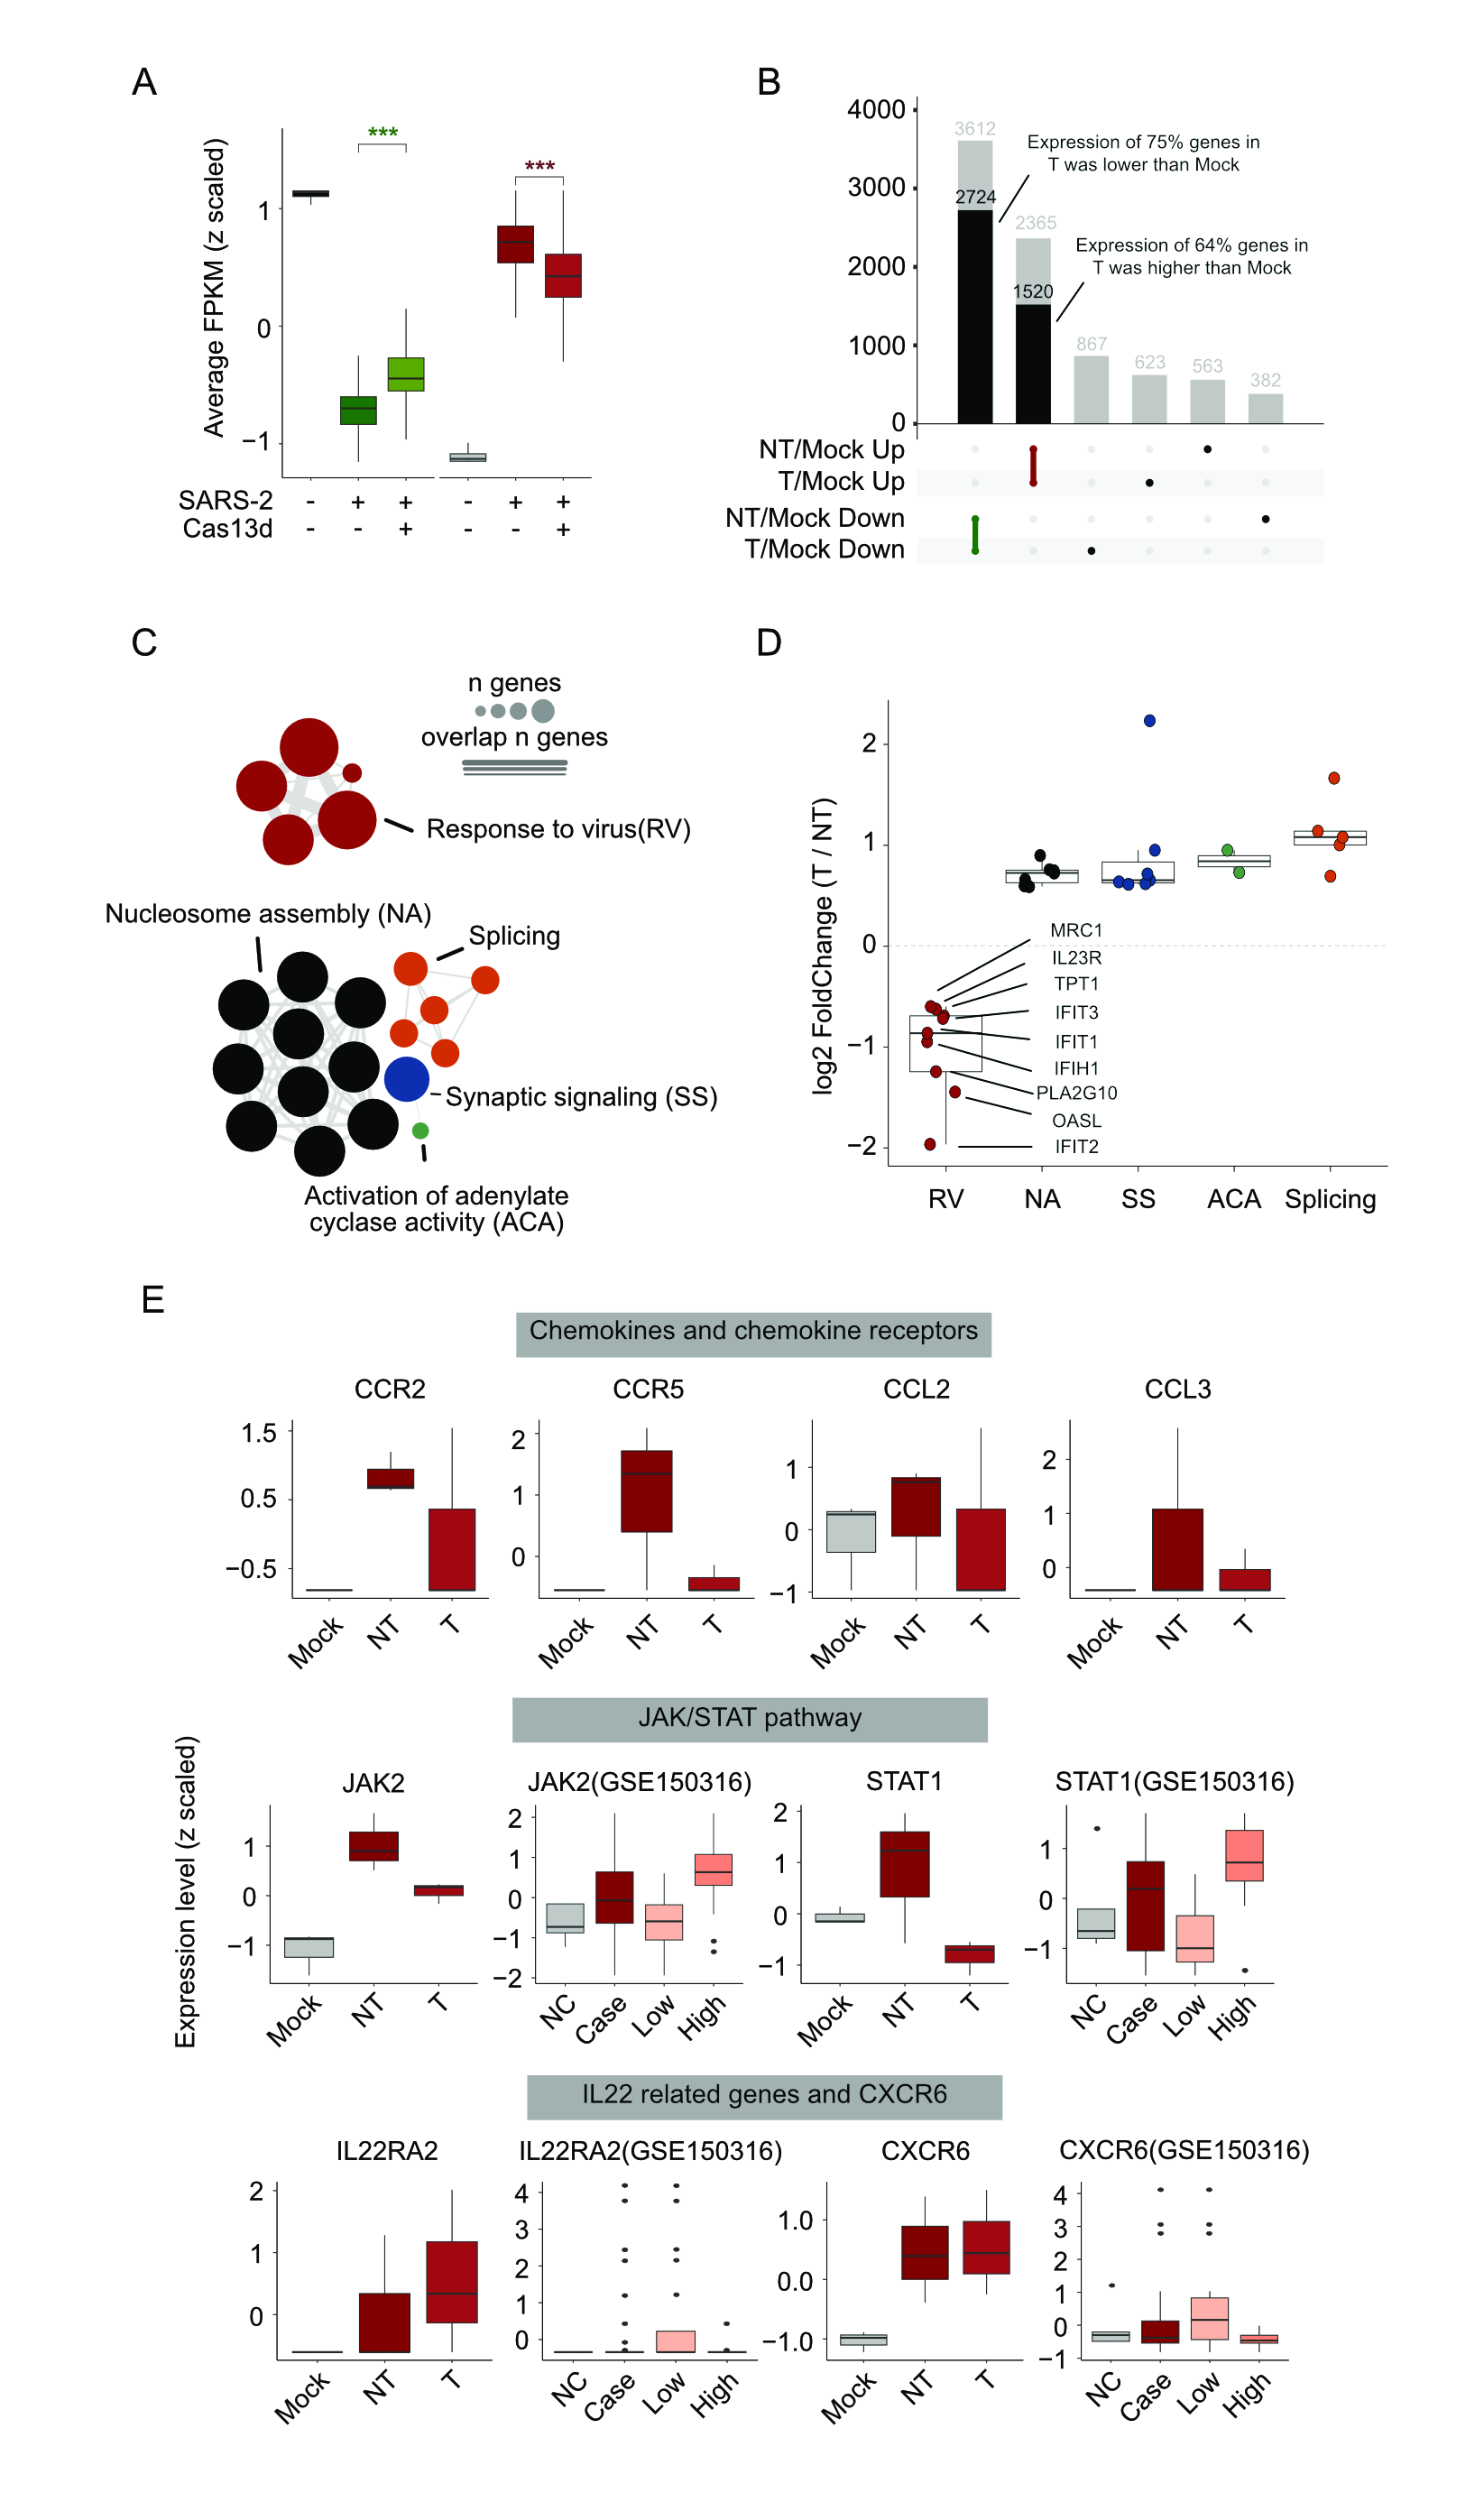 A
***
***
Average FPKM (z scaled)
1
0
−1
SARS-2 - + + - + +
Cas13d - - + - - +
B
4000
3000
2000
1000
0
3612
2724
2365
1520
867
623
563
382
Expression of 75% genes in
T was lower than Mock
Expression of 64% genes in
T was higher than Mock
NT/Mock Up
T/Mock Up
NT/Mock Down
T/Mock Down
C
n genes
overlap n genes
Response to virus(RV)
Nucleosome assembly (NA)
Splicing
Synaptic signaling (SS)
Activation of adenylate
cyclase activity (ACA)
D
log2 FoldChange (T / NT)
2
1
0
−1
−2
MRC1
IL23R
TPT1
IFIT3
IFIT1
IFIH1
PLA2G10
OASL
IFIT2
RV NA SS ACA Splicing
E
Expression level (z scaled)
Chemokines and chemokine receptors
CCR2
1.5
0.5
−0.5
Mock NT T
CCR5
2
1
0
Mock NT T
CCL2
1
0
−1
Mock NT T
CCL3
2
1
0
Mock NT T
JAK/STAT pathway
JAK2
1
0
−1
Mock NT T
JAK2(GSE150316)
2
1
0
−1
−2
NC Case Low High
STAT1
2
1
0
−1
Mock NT T
STAT1(GSE150316)
1
0
−1
NC Case Low High
IL22 related genes and CXCR6
IL22RA2
2
1
0
Mock NT T
IL22RA2(GSE150316)
4
3
2
1
0
NC Case Low High
CXCR6
1.0
0.0
−1.0
Mock NT T
CXCR6(GSE150316)
4
3
2
1
0
−1
NC Case Low High